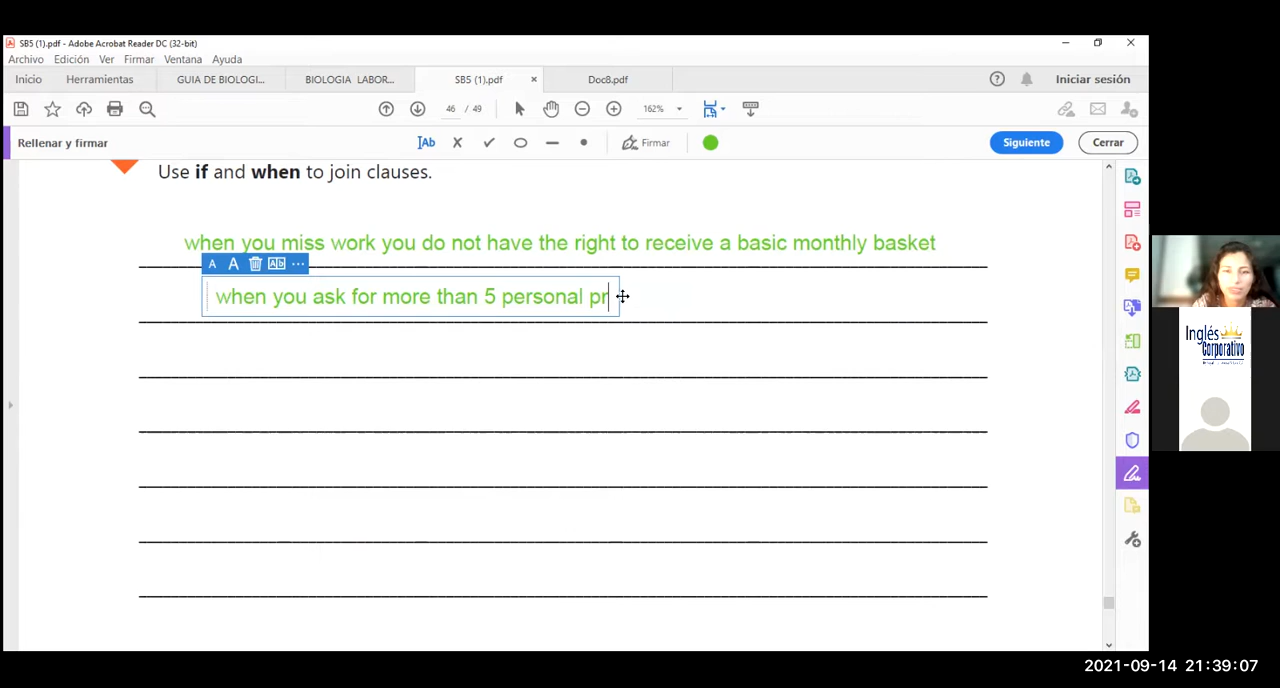 SB5 (1).pdf - Adobe Acrobat Reader DC (32-bit)
Archivo Edición Ver Firmar Ventana Ayuda
Inicio Herramientas GUIA DE BIOLOGI... BIOLOGIA LABOR... SB5 (1).pdf × Doc8.pdf ? Iniciar sesión
46 / 49 162%
Rellenar y firmar Ab Firmar Siguiente Cerrar
Use if and when to join clauses.
when you miss work you do not have the right to receive a basic monthly basket
A A Ab ...
when you ask for more than 5 personal pr
Inglés
Corporativo
2021-09-14 21:39:07